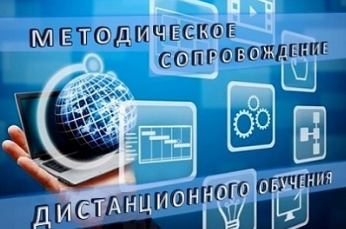 МЕТОДИЧЕСКОЕ
СОПРОВОЖДЕНИЕ
ДИСТАНЦИОННОГО ОБУЧЕНИЯ